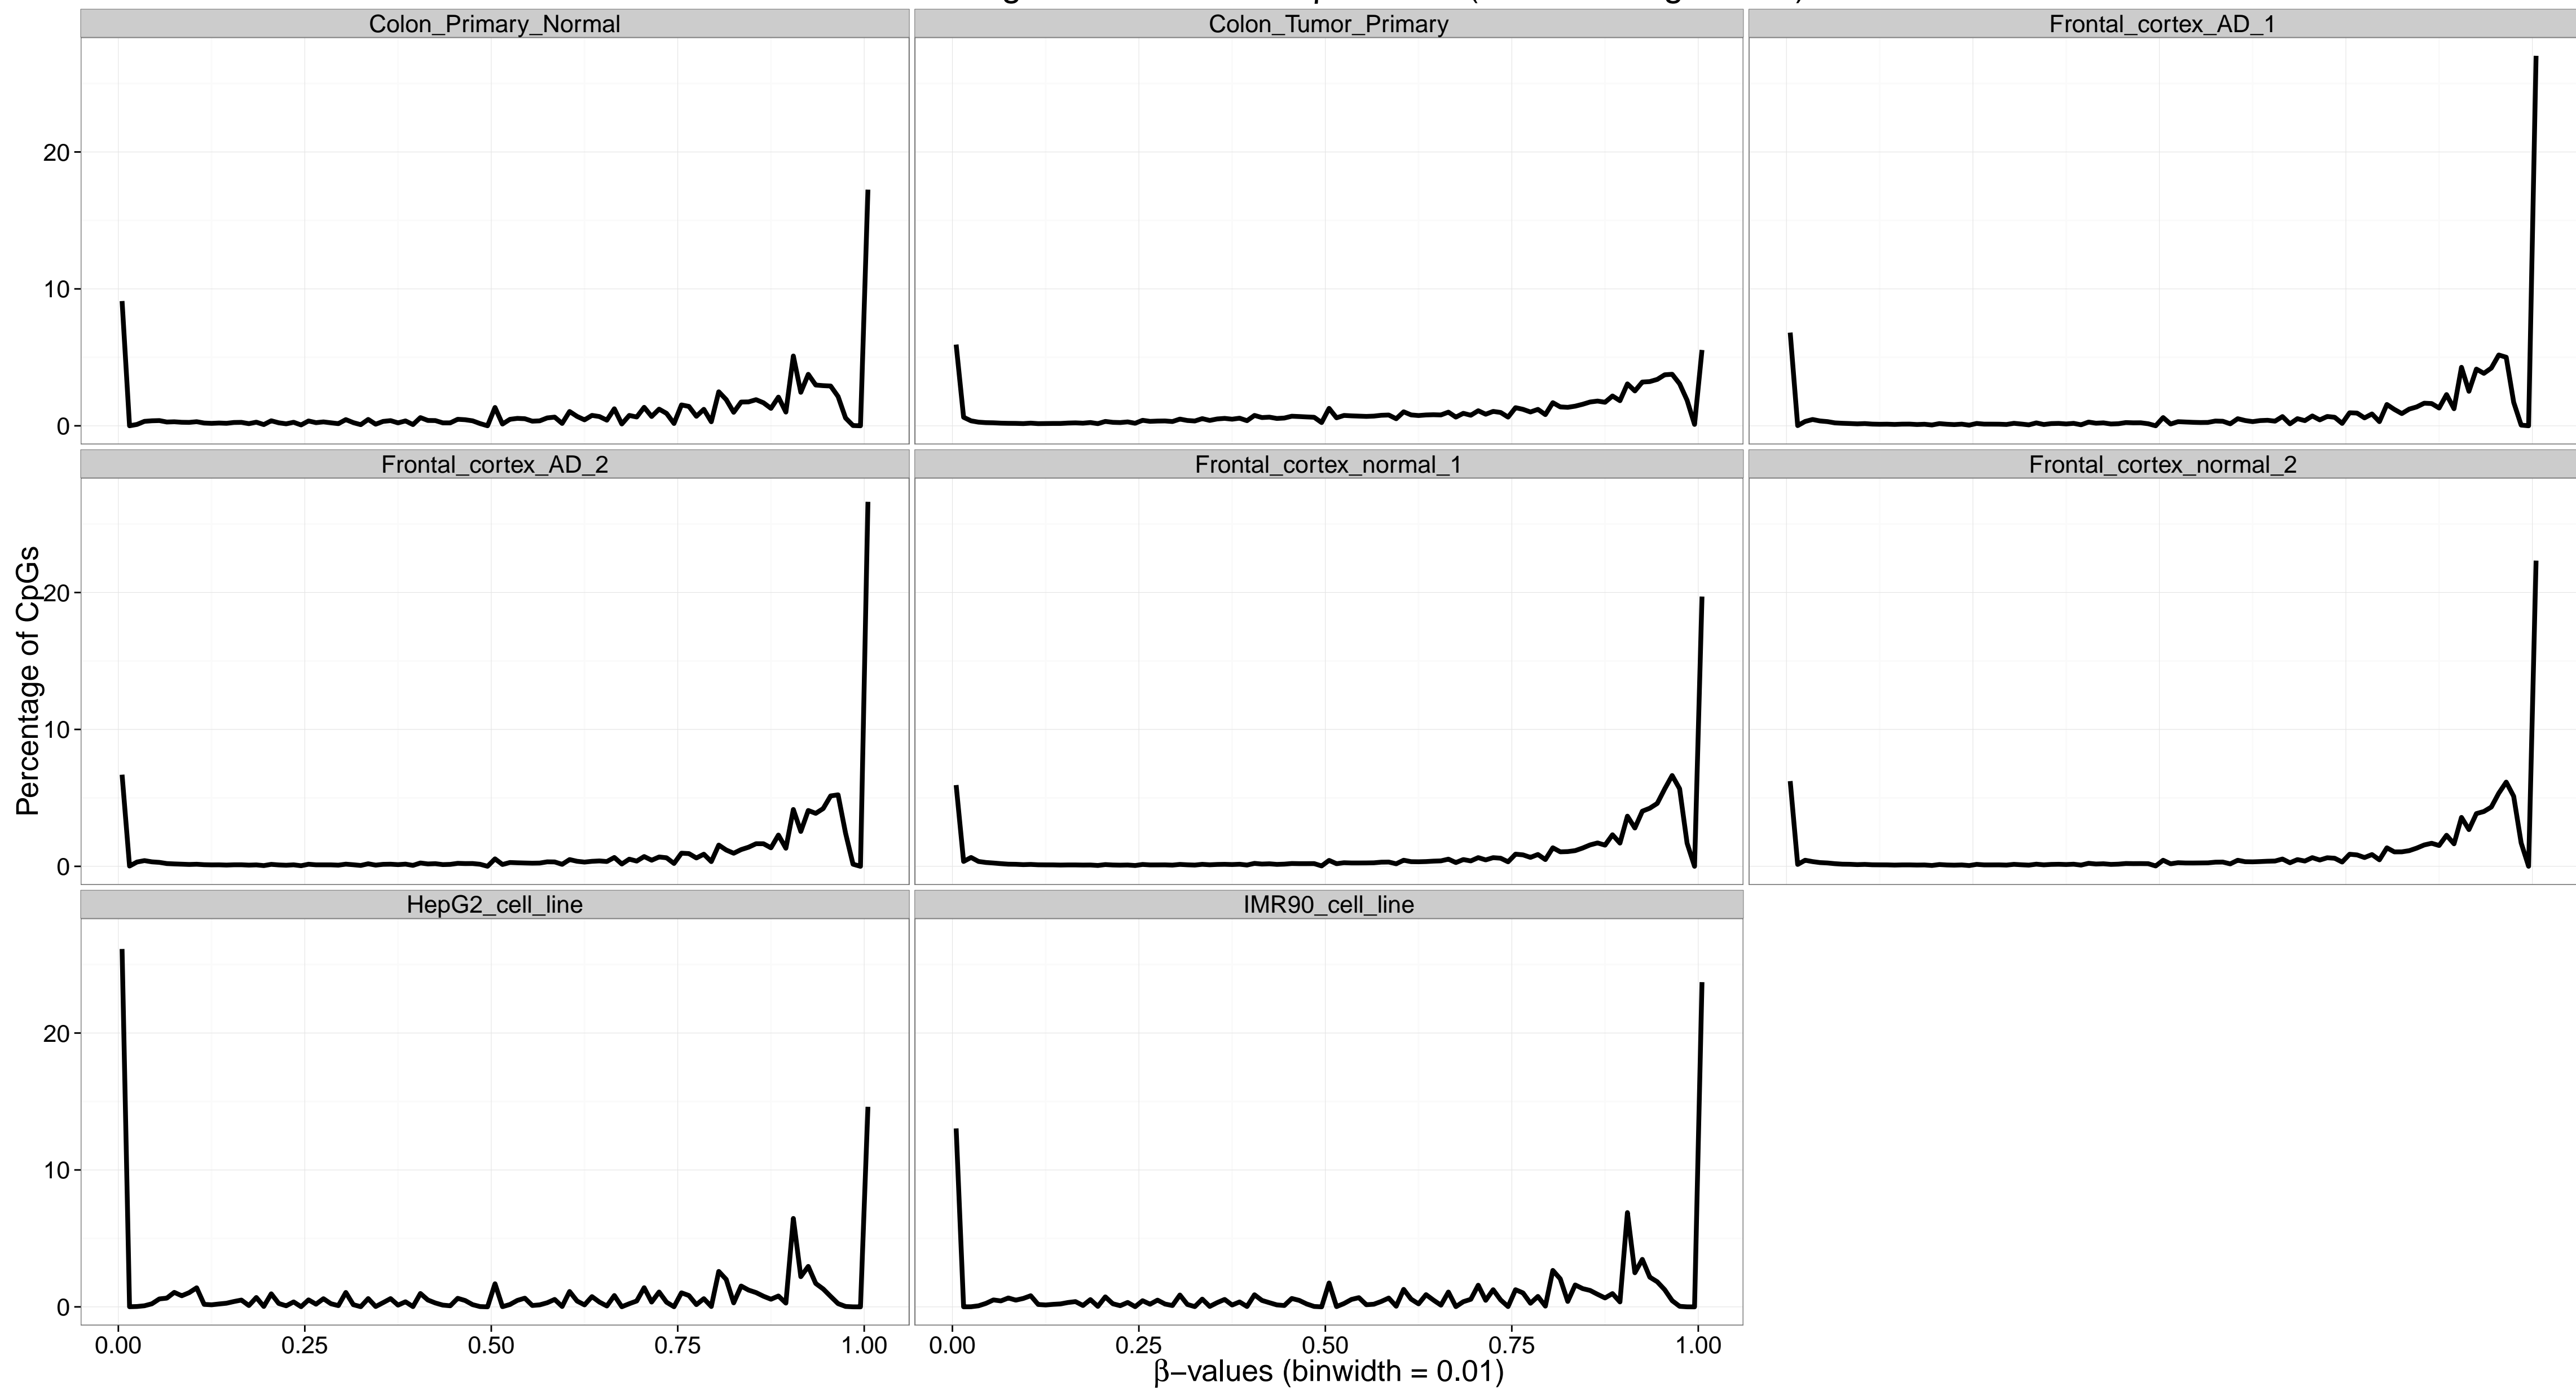 Colon_Primary_Normal Colon_Tumor_Primary Frontal_cortex_AD_1
20
10
0
Frontal_cortex_AD_2 Frontal_cortex_normal_1 Frontal_cortex_normal_2
Percentage of CpGs
20
10
0
HepG2_cell_line IMR90_cell_line
20
10
0
0.00 0.25 0.50 0.75 1.00 0.00 0.25 0.50 0.75 1.00
β−values (binwidth = 0.01)